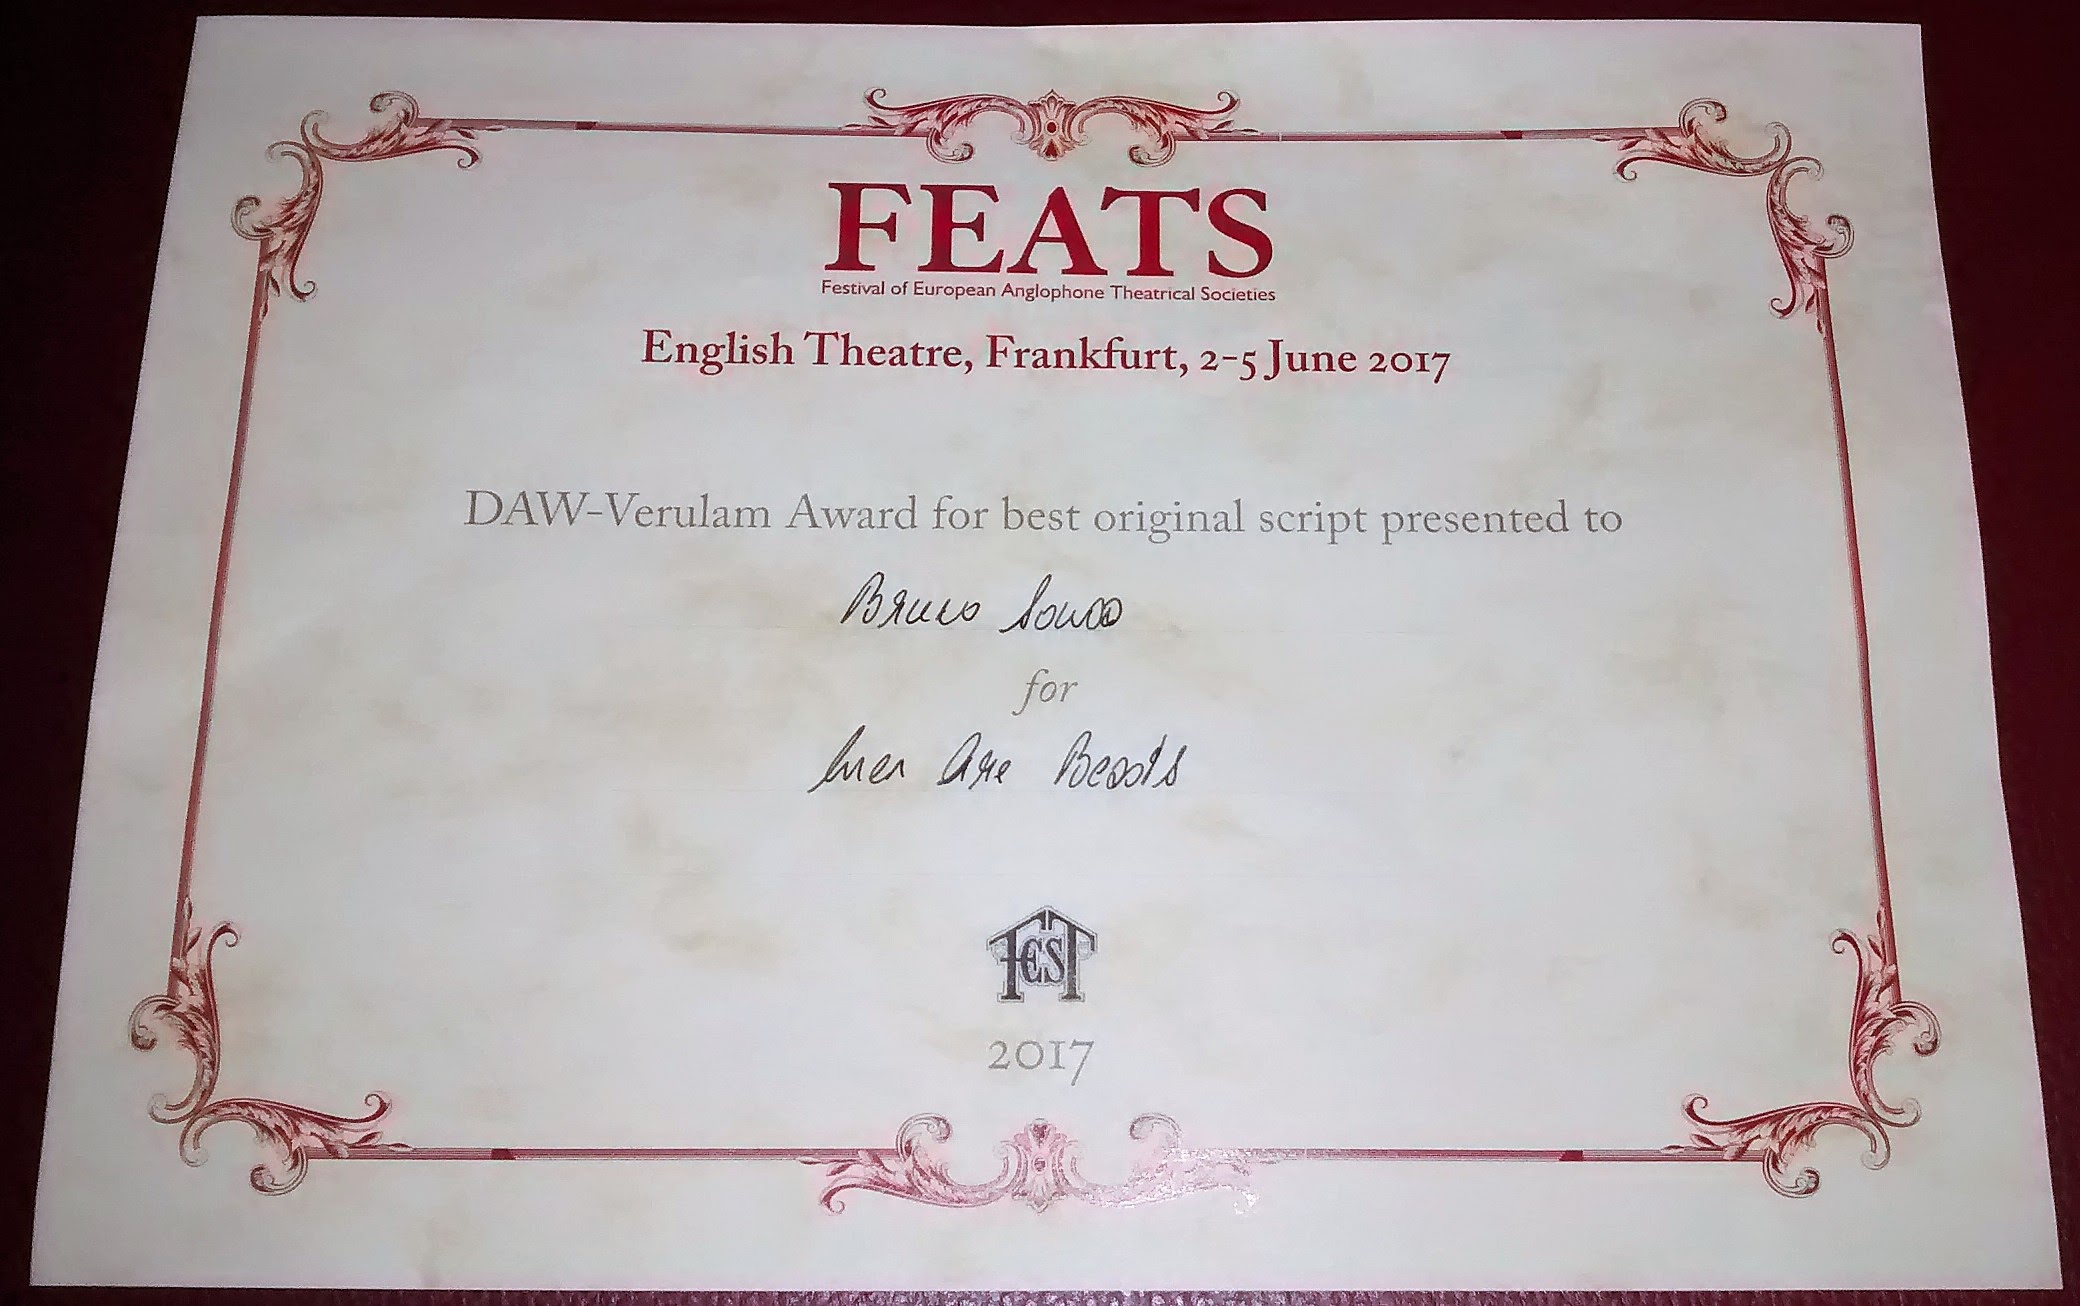 FEATS
Festival of European Anglophone Theatrical Societies
English Theatre, Frankfurt, 2-5 June 2017
DAW-Verulam Award for best original script presented to
Bruno
for
Men Are Beasts
FEST
2017